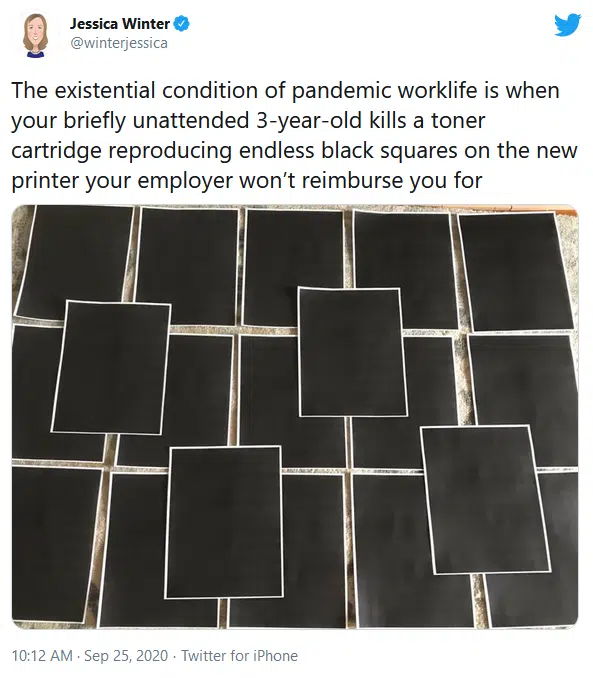 Jessica Winter
@winterjessica
The existential condition of pandemic worklife is when
your briefly unattended 3-year-old kills a toner
cartridge reproducing endless black squares on the new
printer your employer won’t reimburse you for
10:12 AM · Sep 25, 2020 · Twitter for iPhone